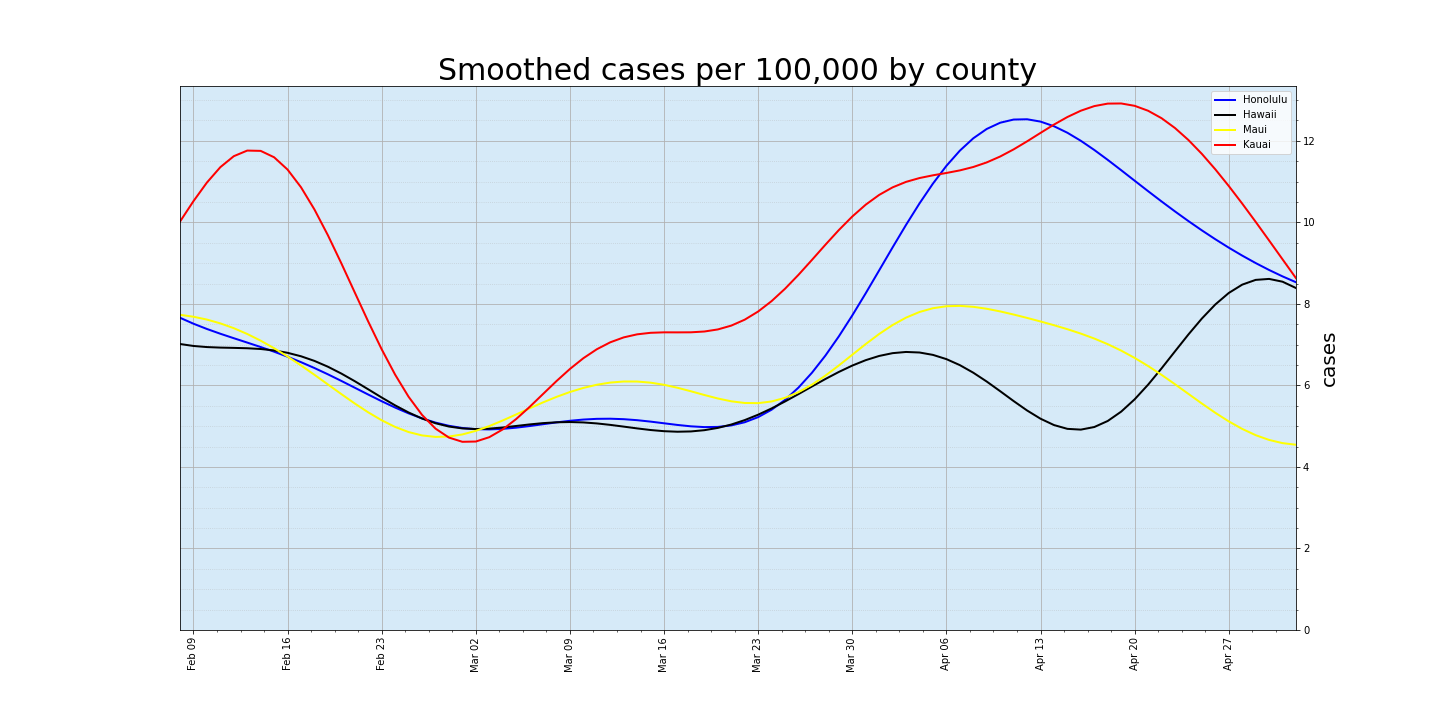 Smoothed cases per 100,000 by county
Honolulu
Hawaii
Maui
Kauai
12
10
8
6
4
2
0
cases
Feb 09
Feb 16
Feb 23
Mar 02
Mar 09
Mar 16
Mar 23
Mar 30
Apr 06
Apr 13
Apr 20
Apr 27